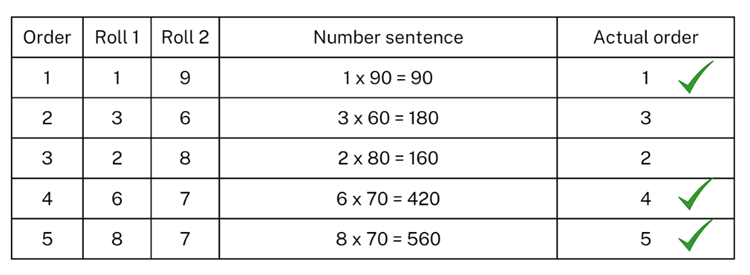 Order Roll 1 Roll 2 Number sentence Actual order
1 1 9 1 x 90 = 90 1
2 3 6 3 x 60 = 180 3
3 2 8 2 x 80 = 160 2
4 6 7 6 x 70 = 420 4
5 8 7 8 x 70 = 560 5